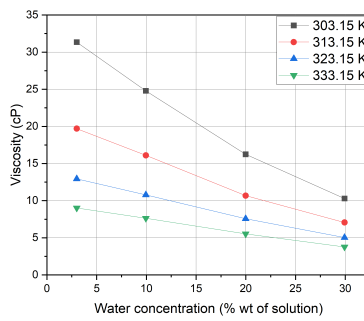 35
30
25
20
15
10
5
0
0
5
10
15
20
25
30
Viscosity (cP)
Water concentration (% wt of solution)
303.15 K
313.15 K
323.15 K
333.15 K